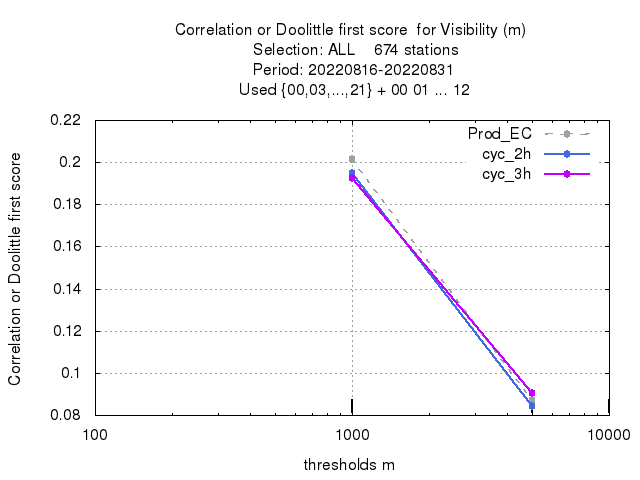 Correlation or Doolittle first score  for Visibility (m)
Selection: ALL    674 stations
Period: 20220816-20220831
Used {00,03,...,21} + 00 01 ... 12
Correlation or Doolittle first score
0.22
0.2
0.18
0.16
0.14
0.12
0.1
0.08
Prod_EC
cyc_2h
cyc_3h
100
1000
10000
thresholds m